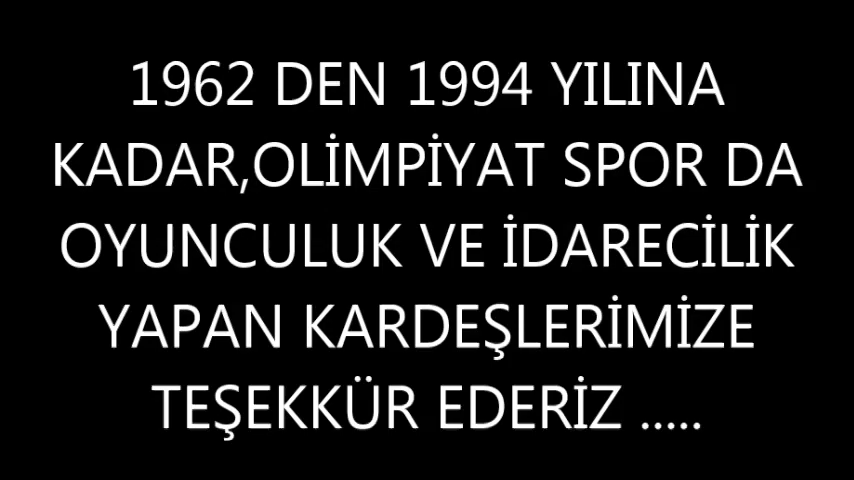 1962 DEN 1994 YILINA
KADAR,OLİMPİYAT SPOR DA
OYUNCULUK VE İDARECİLİK
YAPAN KARDEŞLERİMİZE
TEŞEKKÜR EDERİZ .....